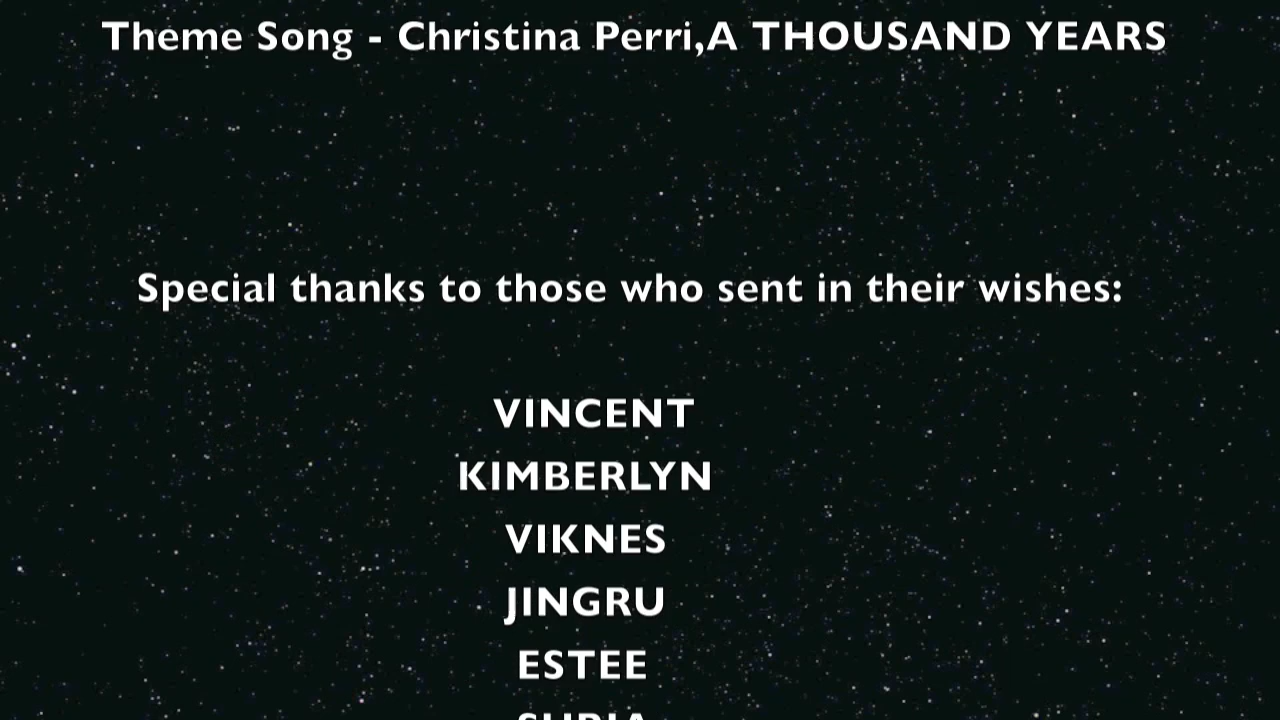 Theme Song - Christina Perri,A THOUSAND YEARS
Special thanks to those who sent in their wishes:
VINCENT
KIMBERLYN
VIKNES
JINGRU
ESTEE